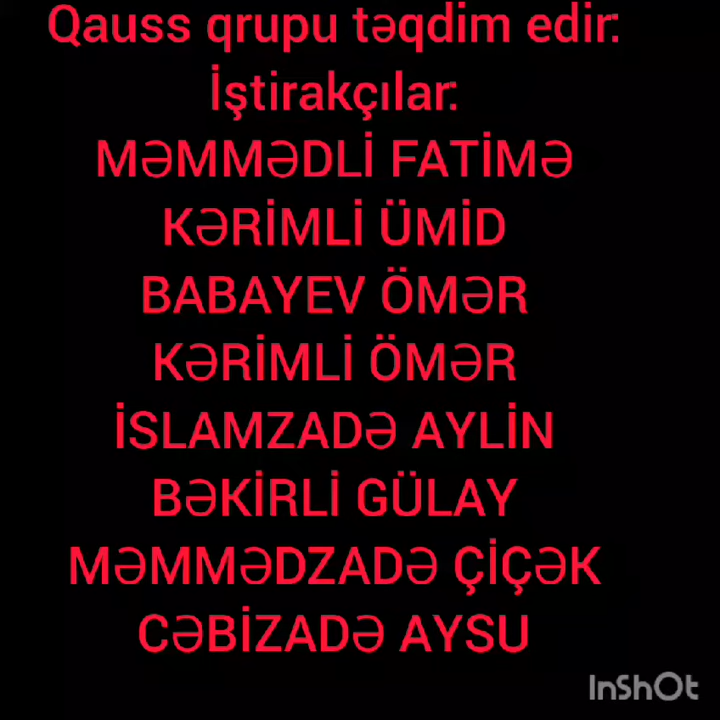 Qauss qrupu təqdim edir:
İştirakçılar:
MƏMMƏDLİ FATİMƏ
KƏRİMLİ ÜMİD
BABAYEV ÖMƏR
KƏRİMLİ ÖMƏR
İSLAMZADƏ AYLİN
BƏKİRLİ GÜLAY
MƏMMƏDZADƏ ÇİÇƏK
CƏBİZADƏ AYSU
InShOt